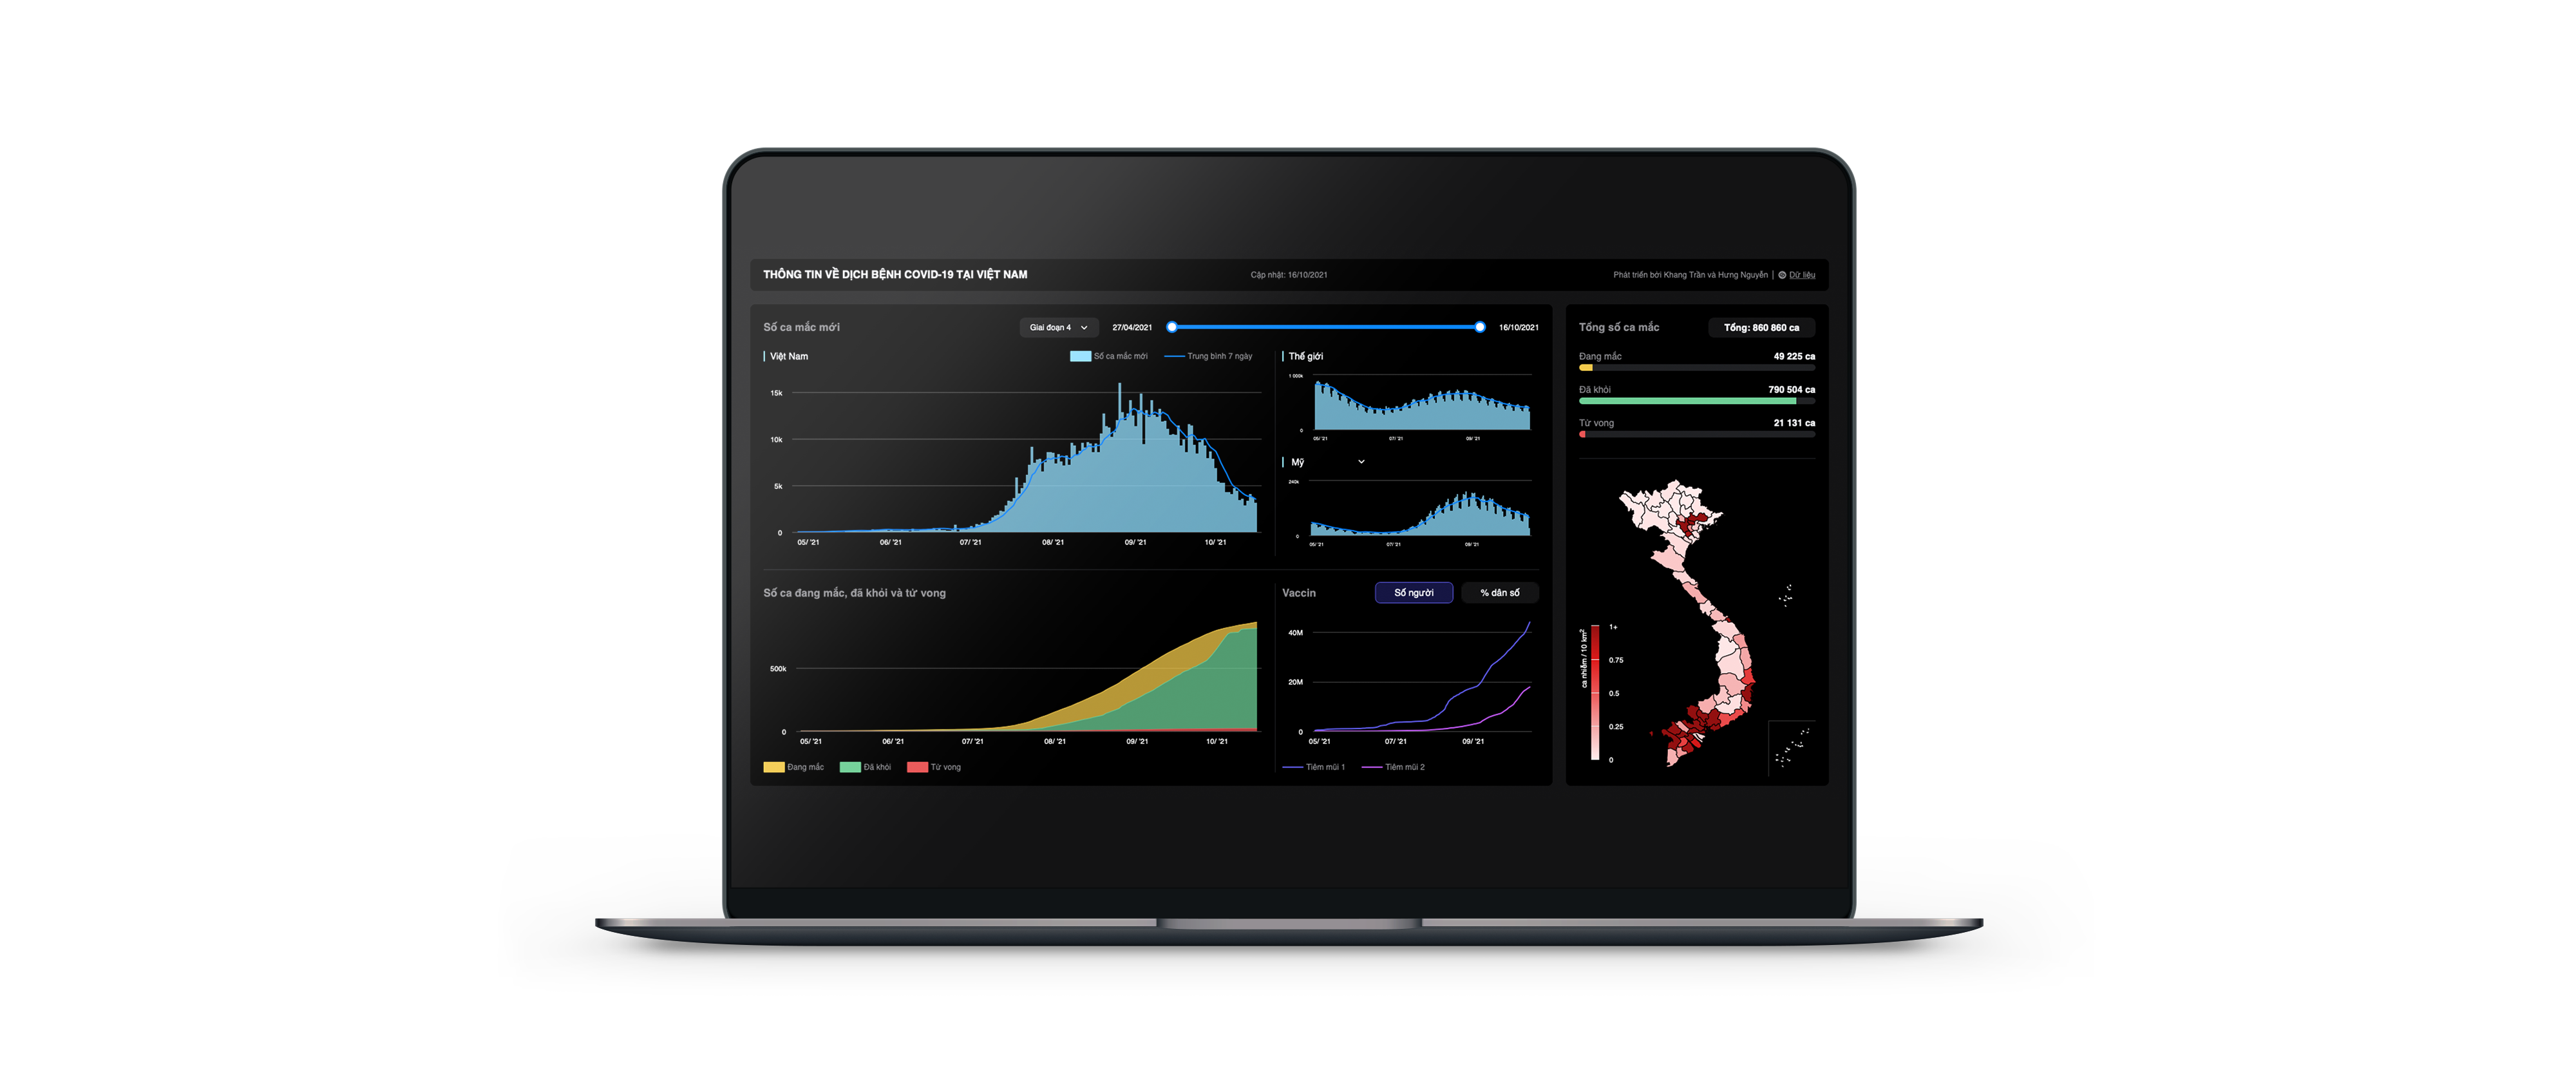 THÔNG TIN VỀ DỊCH BỆNH COVID-19 TẠI VIỆT NAM
Cập nhật: 16/10/2021
Phát triển bởi Khang Trần và Hưng Nguyễn | Dữ liệu
Số ca mắc mới
Giai đoạn 4
27/04/2021
16/10/2021
Việt Nam
Số ca mắc mới
Trung bình 7 ngày
15k
10k
5k
0
05/ '21
06/ '21
07/ '21
08/ '21
09/ '21
10/ '21
Thế giới
1 000k
0
05/ '21
07/ '21
09/ '21
Mỹ
240k
0
05/ '21
07/ '21
09/ '21
Số ca đang mắc, đã khỏi và tử vong
500k
0
05/ '21
06/ '21
07/ '21
08/ '21
09/ '21
10/ '21
Đang mắc
Đã khỏi
Tử vong
Vaccin
Số người
% dân số
40M
20M
0
05/ '21
07/ '21
09/ '21
Tiêm mũi 1
Tiêm mũi 2
Tổng số ca mắc
Tổng: 860 860 ca
Đang mắc
49 225 ca
Đã khỏi
790 504 ca
Tử vong
21 131 ca
ca nhiễm / 10 km²
1+
0.75
0.5
0.25
0